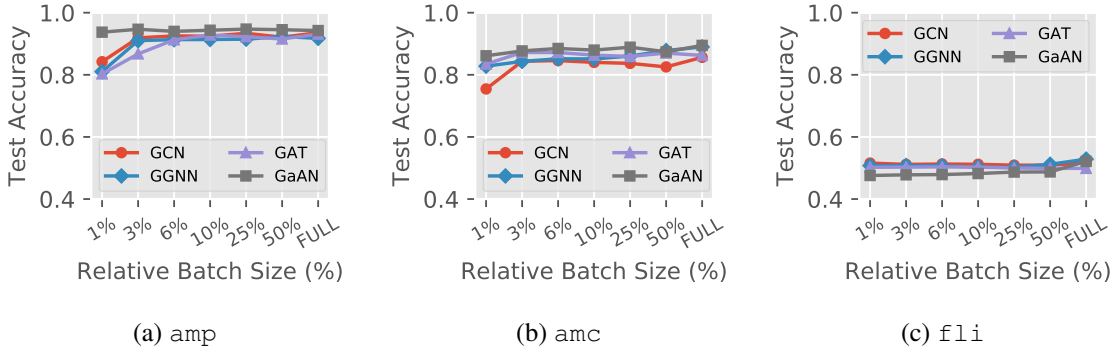 1.0
0.8
0.6
0.4
Test Accuracy
GCN
GGNN
GAT
GaAN
1% 3% 6% 10% 25% 50% FULL
Relative Batch Size (%)
(a) amp
1.0
0.8
0.6
0.4
Test Accuracy
GCN
GGNN
GAT
GaAN
1% 3% 6% 10% 25% 50% FULL
Relative Batch Size (%)
(b) amc
1.0
0.8
0.6
0.4
Test Accuracy
GCN
GGNN
GAT
GaAN
1% 3% 6% 10% 25% 50% FULL
Relative Batch Size (%)
(c) fli